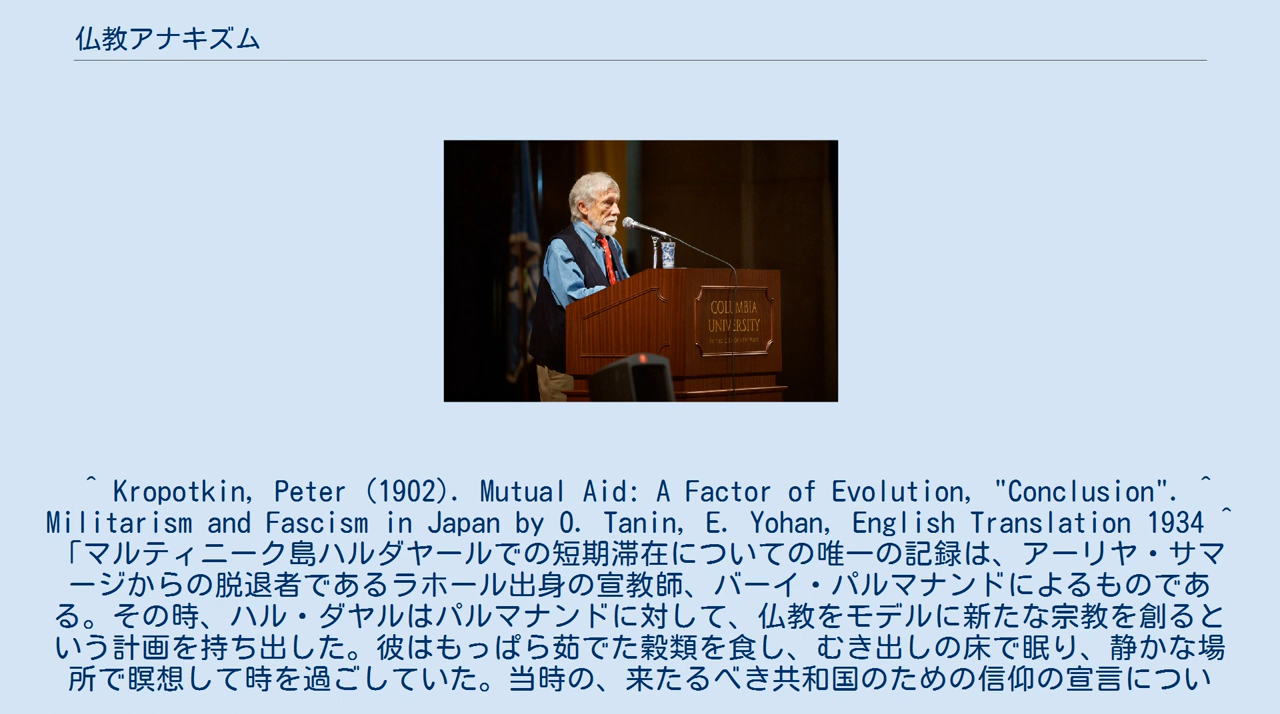 仏教アナキズム
COLUMBIA
UNIVERSITY
^ Kropotkin, Peter (1902). Mutual Aid: A Factor of Evolution, "Conclusion". ^
Militarism and Fascism in Japan by O. Tanin, E. Yohan, English Translation 1934 ^
「マルティニーク島ハルダヤールでの短期滞在についての唯一の記録は、アーリヤ・サマ
ージからの脱退者であるラホール出身の宣教師、バーイ・パルマナンドによるものであ
る。その時、ハル・ダヤルはパルマナンドに対して、仏教をモデルに新たな宗教を創ると
いう計画を持ち出した。彼はもっぱら茹でた穀類を食し、むき出しの床で眠り、静かな場
所で瞑想して時を過ごしていた。当時の、来たるべき共和国のための信仰の宣言につい